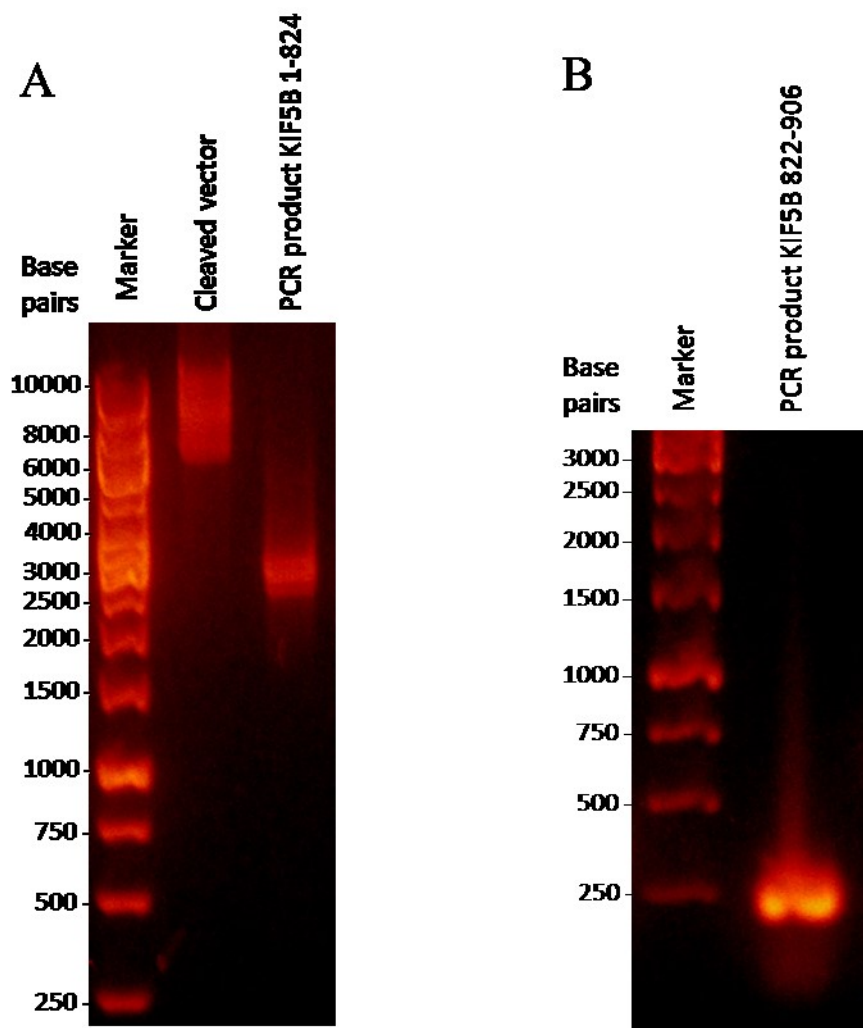 A
Base
pairs
Marker
Cleaved vector
PCR product KIF5B 1-824
10000
8000
6000
5000
4000
3000
2500
2000
1500
1000
750
500
250
B
Base
pairs
Marker
PCR product KIF5B 822-906
3000
2500
2000
1500
1000
750
500
250